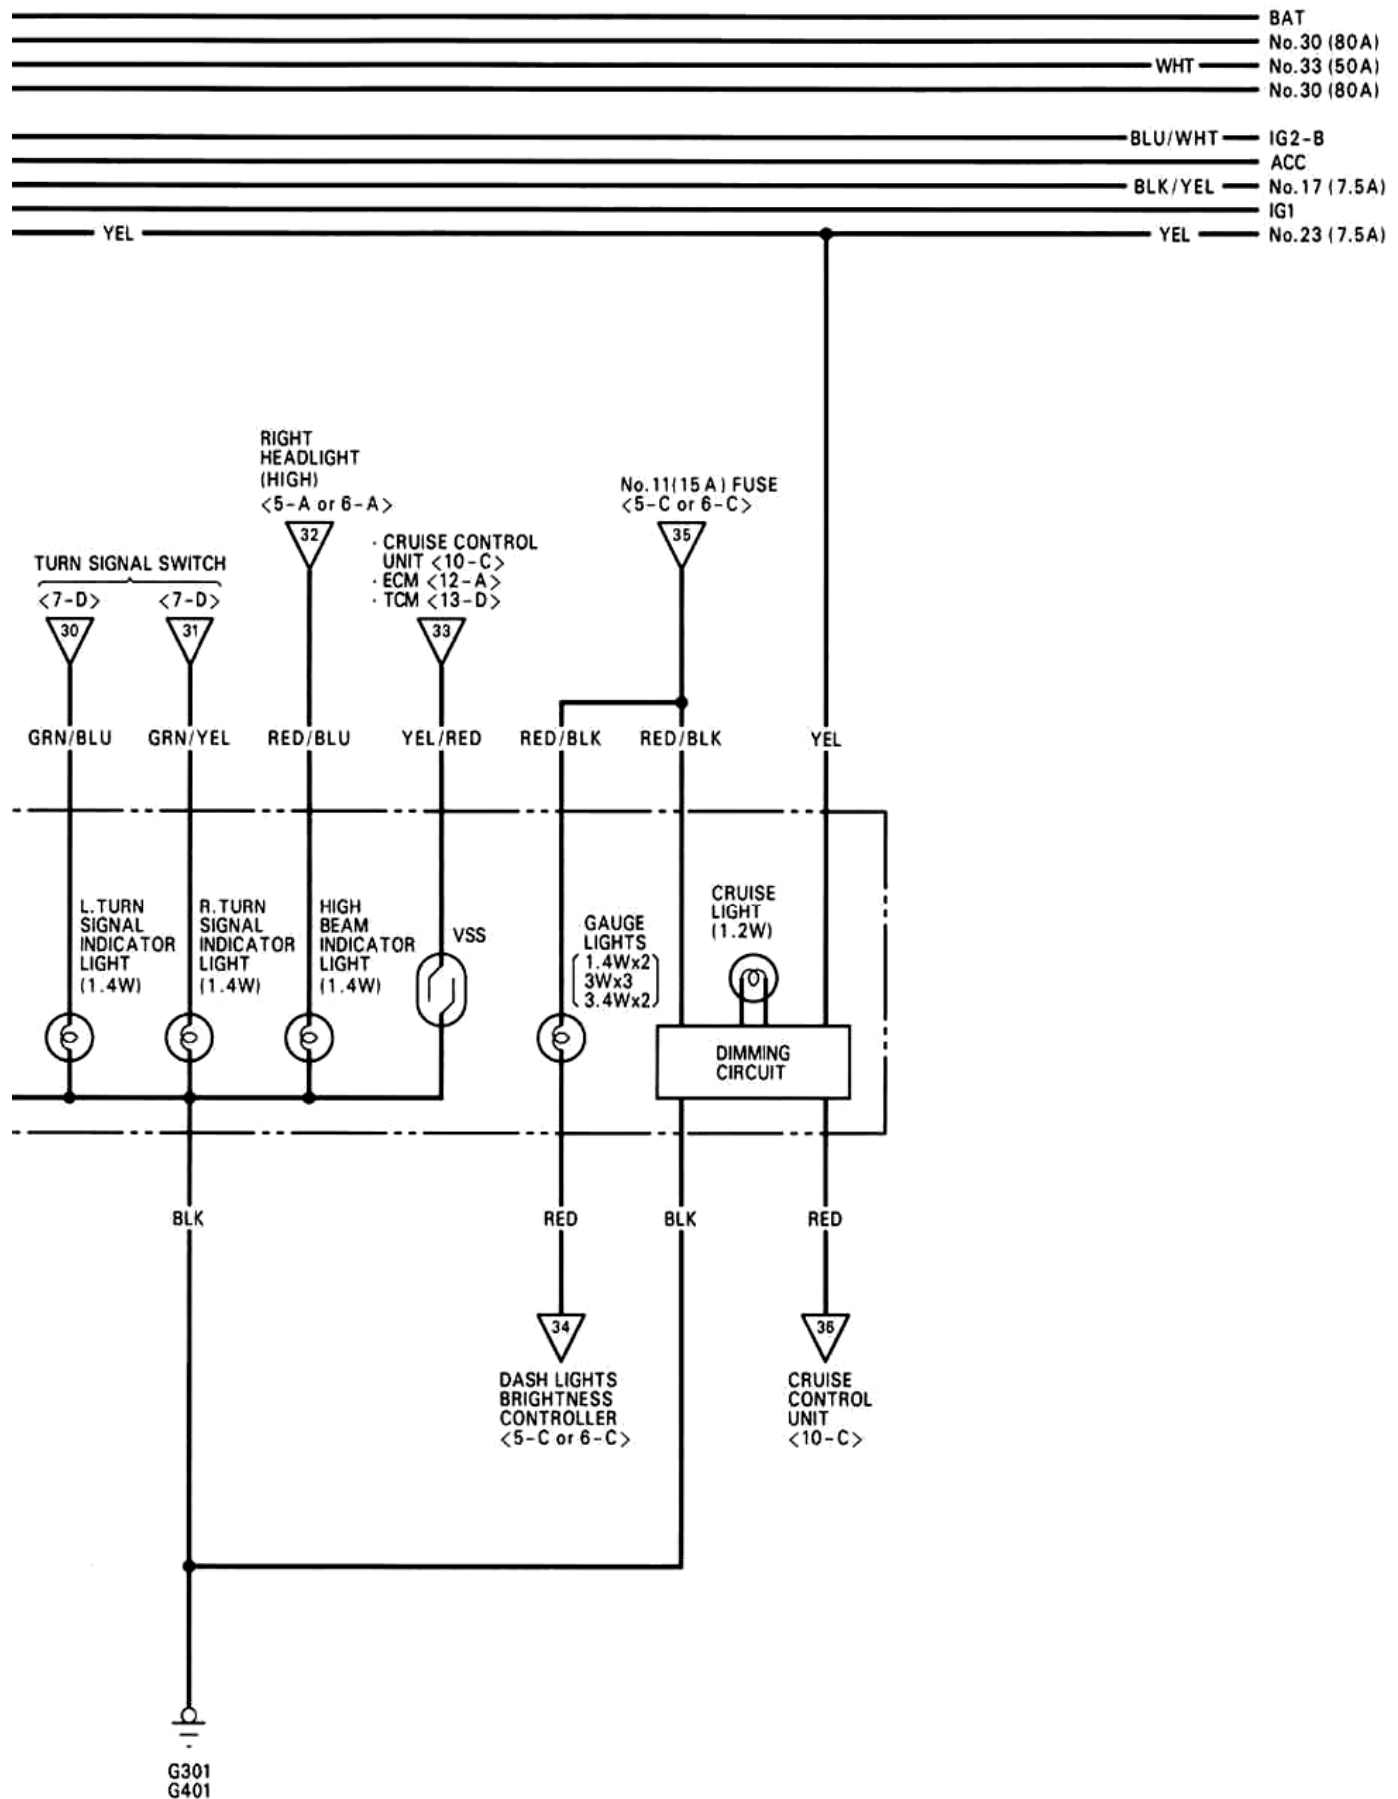 BAT
No.30 (80A)
WHT No.33 (50A)
No.30 (80A)
BLU/WHT IG2-B
ACC
BLK/YEL No.17 (7.5A)
IG1
YEL YEL No.23 (7.5A)
RIGHT
HEADLIGHT
(HIGH)
<5-A or 6-A>
32
No.11(15A) FUSE
<5-C or 6-C>
35
· CRUISE CONTROL
UNIT <10-C>
· ECM <12-A>
· TCM <13-D>
33
TURN SIGNAL SWITCH
<7-D> <7-D>
30 31
GRN/BLU GRN/YEL RED/BLU YEL/RED RED/BLK RED/BLK YEL
L.TURN
SIGNAL
INDICATOR
LIGHT
(1.4W)
R.TURN
SIGNAL
INDICATOR
LIGHT
(1.4W)
HIGH
BEAM
INDICATOR
LIGHT
(1.4W)
VSS
GAUGE
LIGHTS
1.4Wx2
3Wx3
3.4Wx2
CRUISE
LIGHT
(1.2W)
DIMMING
CIRCUIT
BLK RED BLK RED
34
DASH LIGHTS
BRIGHTNESS
CONTROLLER
<5-C or 6-C>
36
CRUISE
CONTROL
UNIT
<10-C>
G301
G401